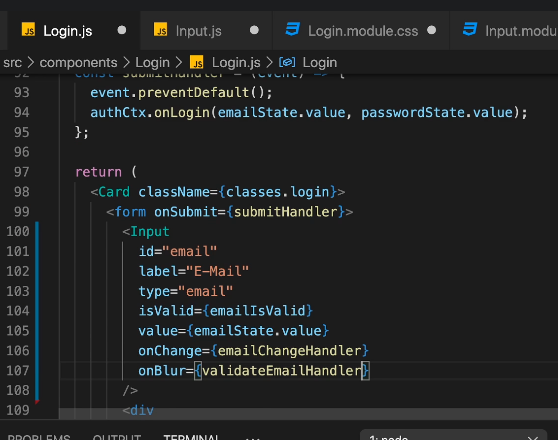 JS Login.js
JS Input.js
Login.module.css
Input.modu
src > components > Login > JS Login.js > Login
92 const submitHandler = (event) => {
93 event.preventDefault();
94 authCtx.onLogin(emailState.value, passwordState.value);
95 };
96
97 return (
98 <Card className={classes.login}>
99 <form onSubmit={submitHandler}>
100 <Input
101 id="email"
102 label="E-Mail"
103 type="email"
104 isValid={emailIsValid}
105 value={emailState.value}
106 onChange={emailChangeHandler}
107 onBlur={validateEmailHandler}
108 />
109 <div
PROBLEMS OUTPUT TERMINAL ... 1: node